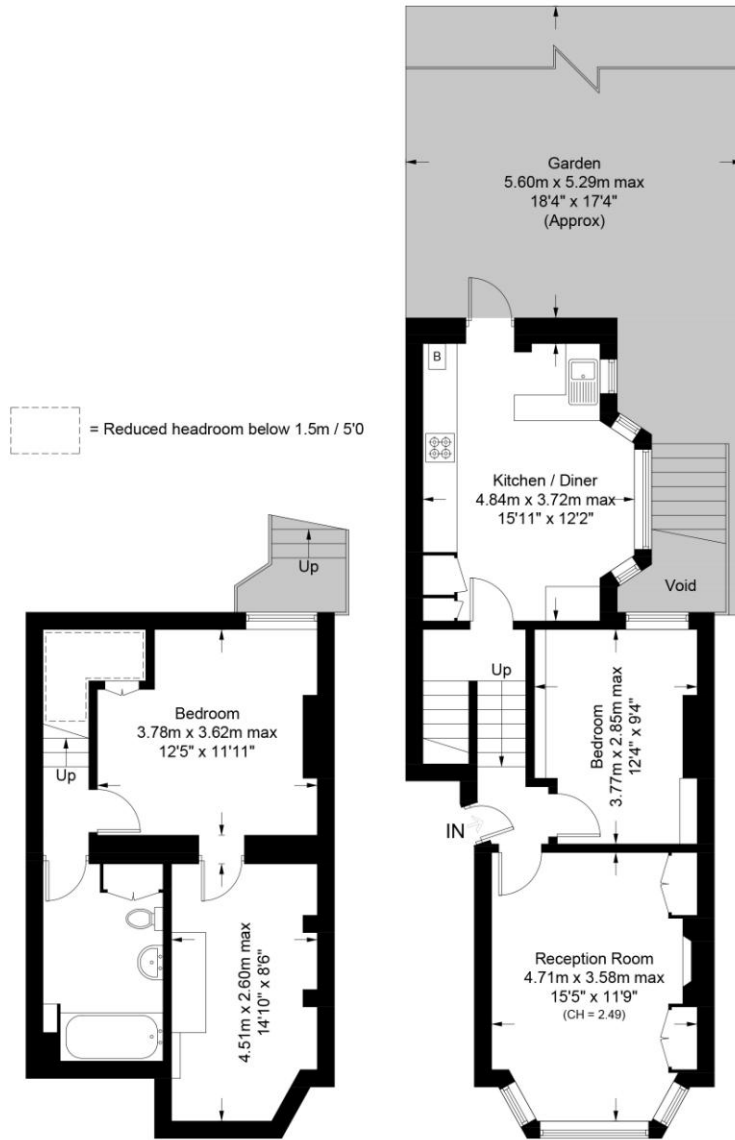 Garden
5.60m x 5.29m max
18'4" x 17'4"
(Approx)
B
= Reduced headroom below 1.5m / 5'0
Kitchen / Diner
4.84m x 3.72m max
15'11" x 12'2"
Up
Void
Up
Bedroom
3.78m x 3.62m max
12'5" x 11'11"
Up
Bedroom
3.77m x 2.85m max
12'4" x 9'4"
IN
4.51m x 2.60m max
14'10" x 8'6"
Reception Room
4.71m x 3.58m max
15'5" x 11'9"
(CH = 2.49)